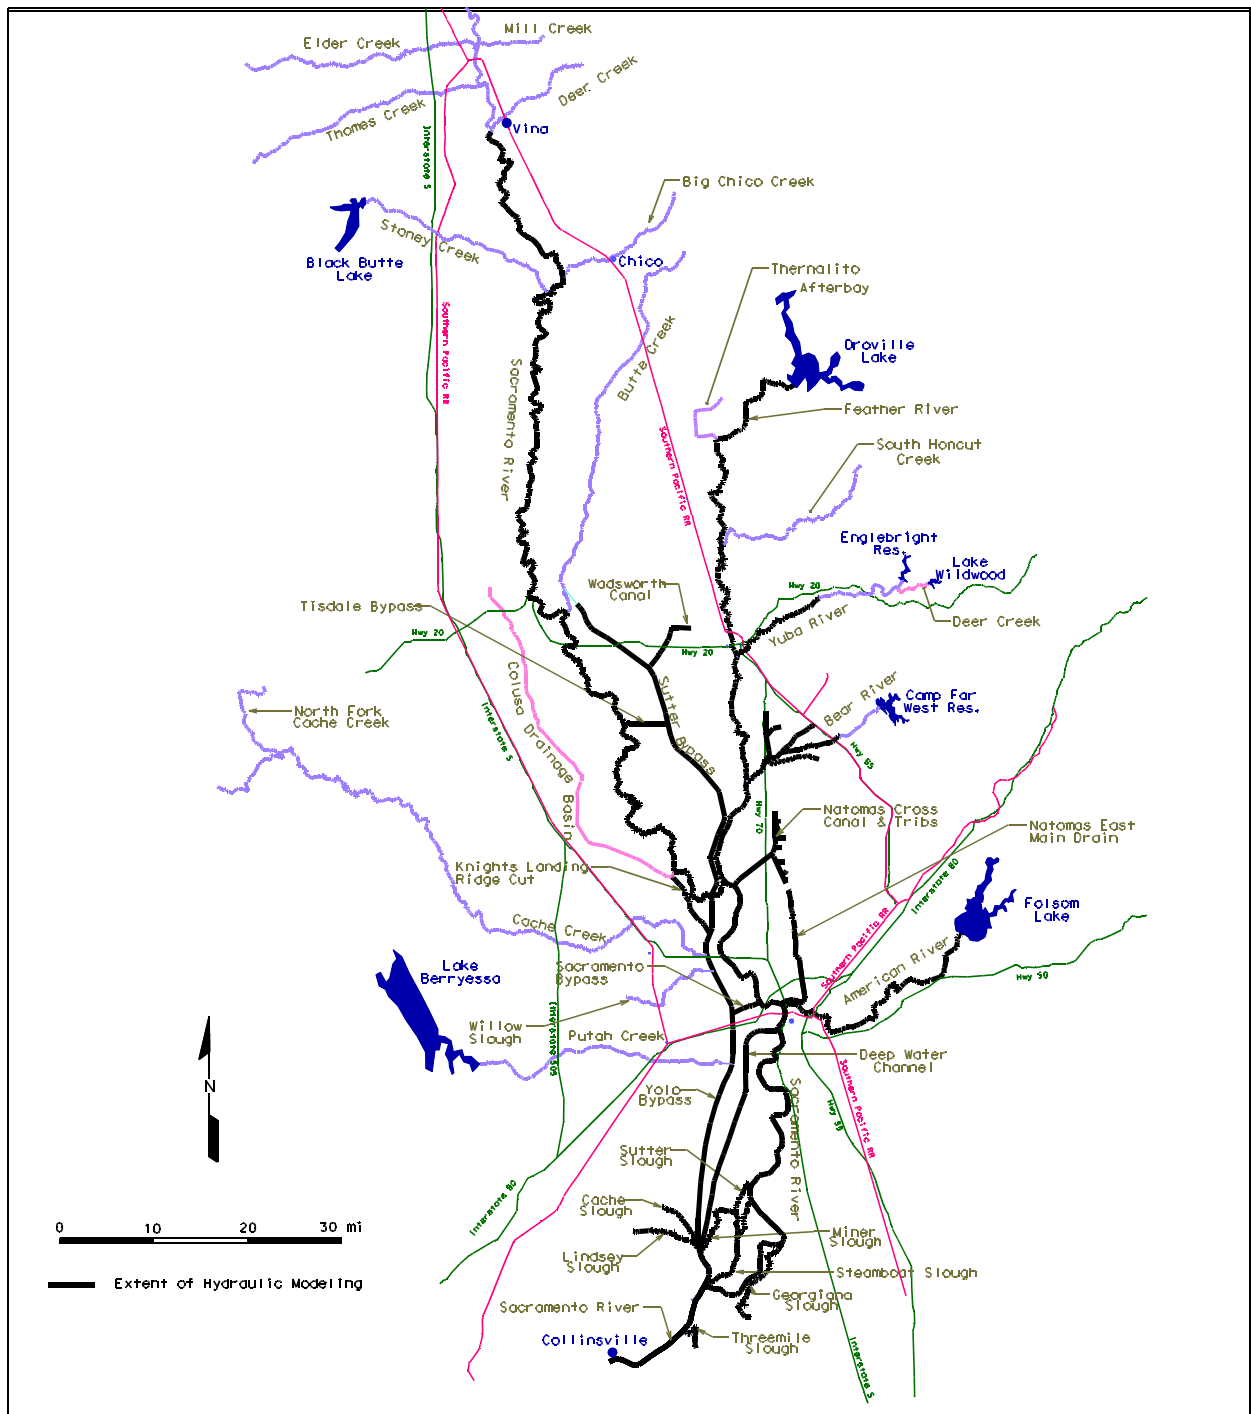 Mill Creek
Elder Creek
Deer Creek
Thomes Creek
Vina
Interstate 5
Big Chico Creek
Stoney Creek
Black Butte
Lake
Chico
Thernalito
Afterbay
Southern Pacific RR
Oroville
Lake
Butte Creek
Sacramento River
Feather River
Southern Pacific RR
South Honcut
Creek
Englebright
Res.
Lake
Wildwood
Wadsworth
Canal
Hwy 20
Tisdale Bypass
Deer Creek
Hwy 20
Yuba River
Hwy 20
Colusa Drainage Basin
Sutter Bypass
Bear River
Camp Far
West Res.
North Fork
Cache Creek
Interstate 5
Hwy 65
Hwy 70
Natomas Cross
Canal & Tribs
Natomas East
Main Drain
Knights Landing
Ridge Cut
Interstate 80
Folsom
Lake
Cache Creek
Southern Pacific RR
American River
Lake
Berryessa
Sacramento
Bypass
Hwy 50
Willow
Slough
Putah Creek
Interstate 505
Deep Water
Channel
N
Yolo
Bypass
Sacramento River
Southern Pacific RR
Hwy 99
Sutter
Slough
Interstate 80
Cache
Slough
0 10 20 30 mi
Miner
Slough
Lindsey
Slough
Steamboat Slough
Extent of Hydraulic Modeling
Georgiana
Slough
Sacramento River
Collinsville
Threemile
Slough
Interstate 5